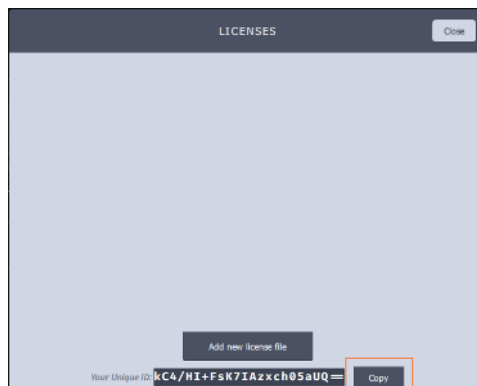 LICENSES
Close
Add new license file
Your Unique ID: kC4/HI+FsK7IAzxch05aUQ==
Copy